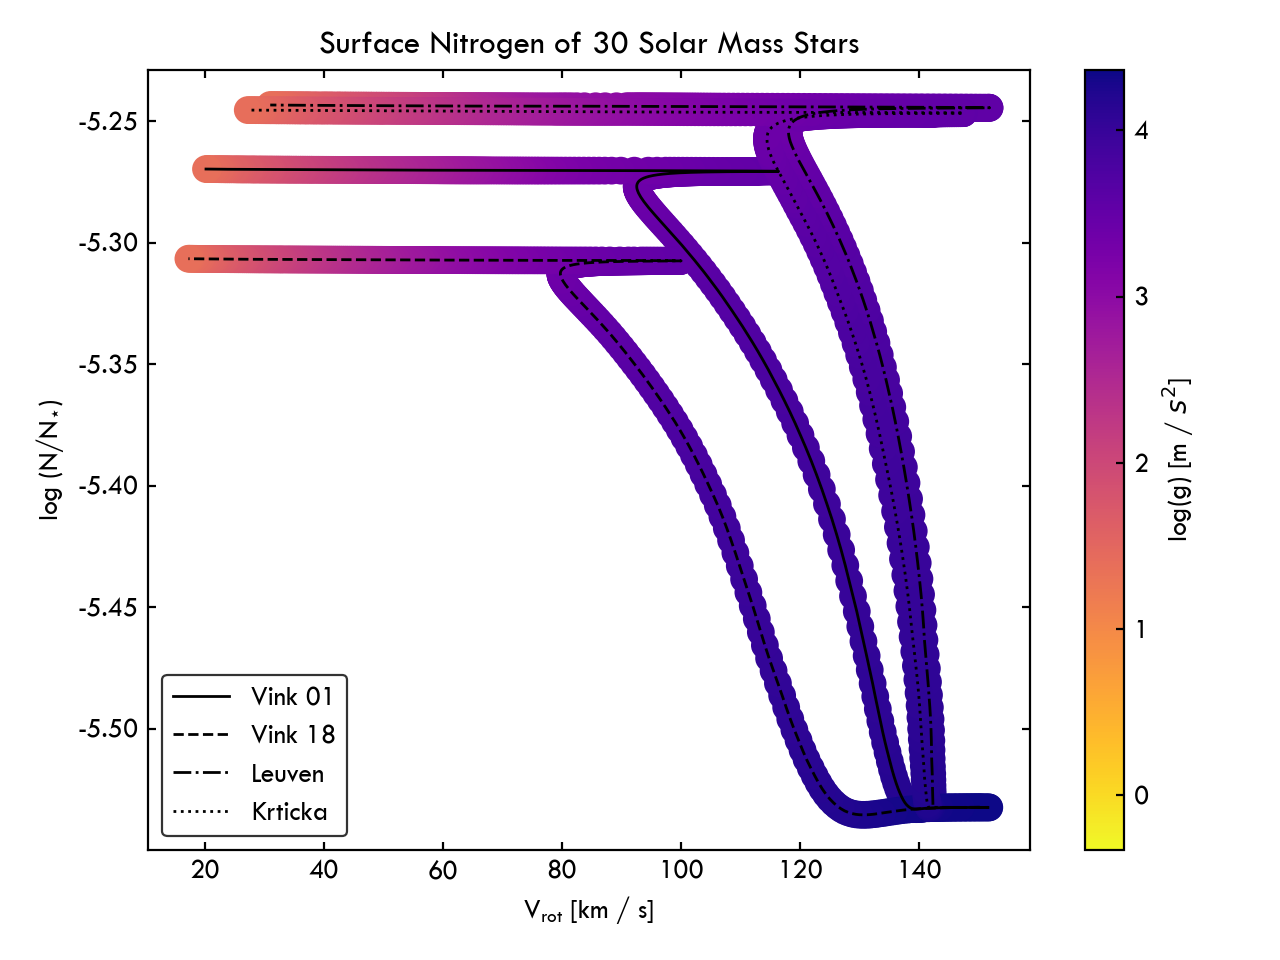 Surface Nitrogen of 30 Solar Mass Stars
-5.25
-5.30
-5.35
-5.40
-5.45
-5.50
log (N/N⋆)
20 40 60 80 100 120 140
V_rot [km / s]
Vink 01
Vink 18
Leuven
Krticka
4
3
2
1
0
log(g) [m / s²]